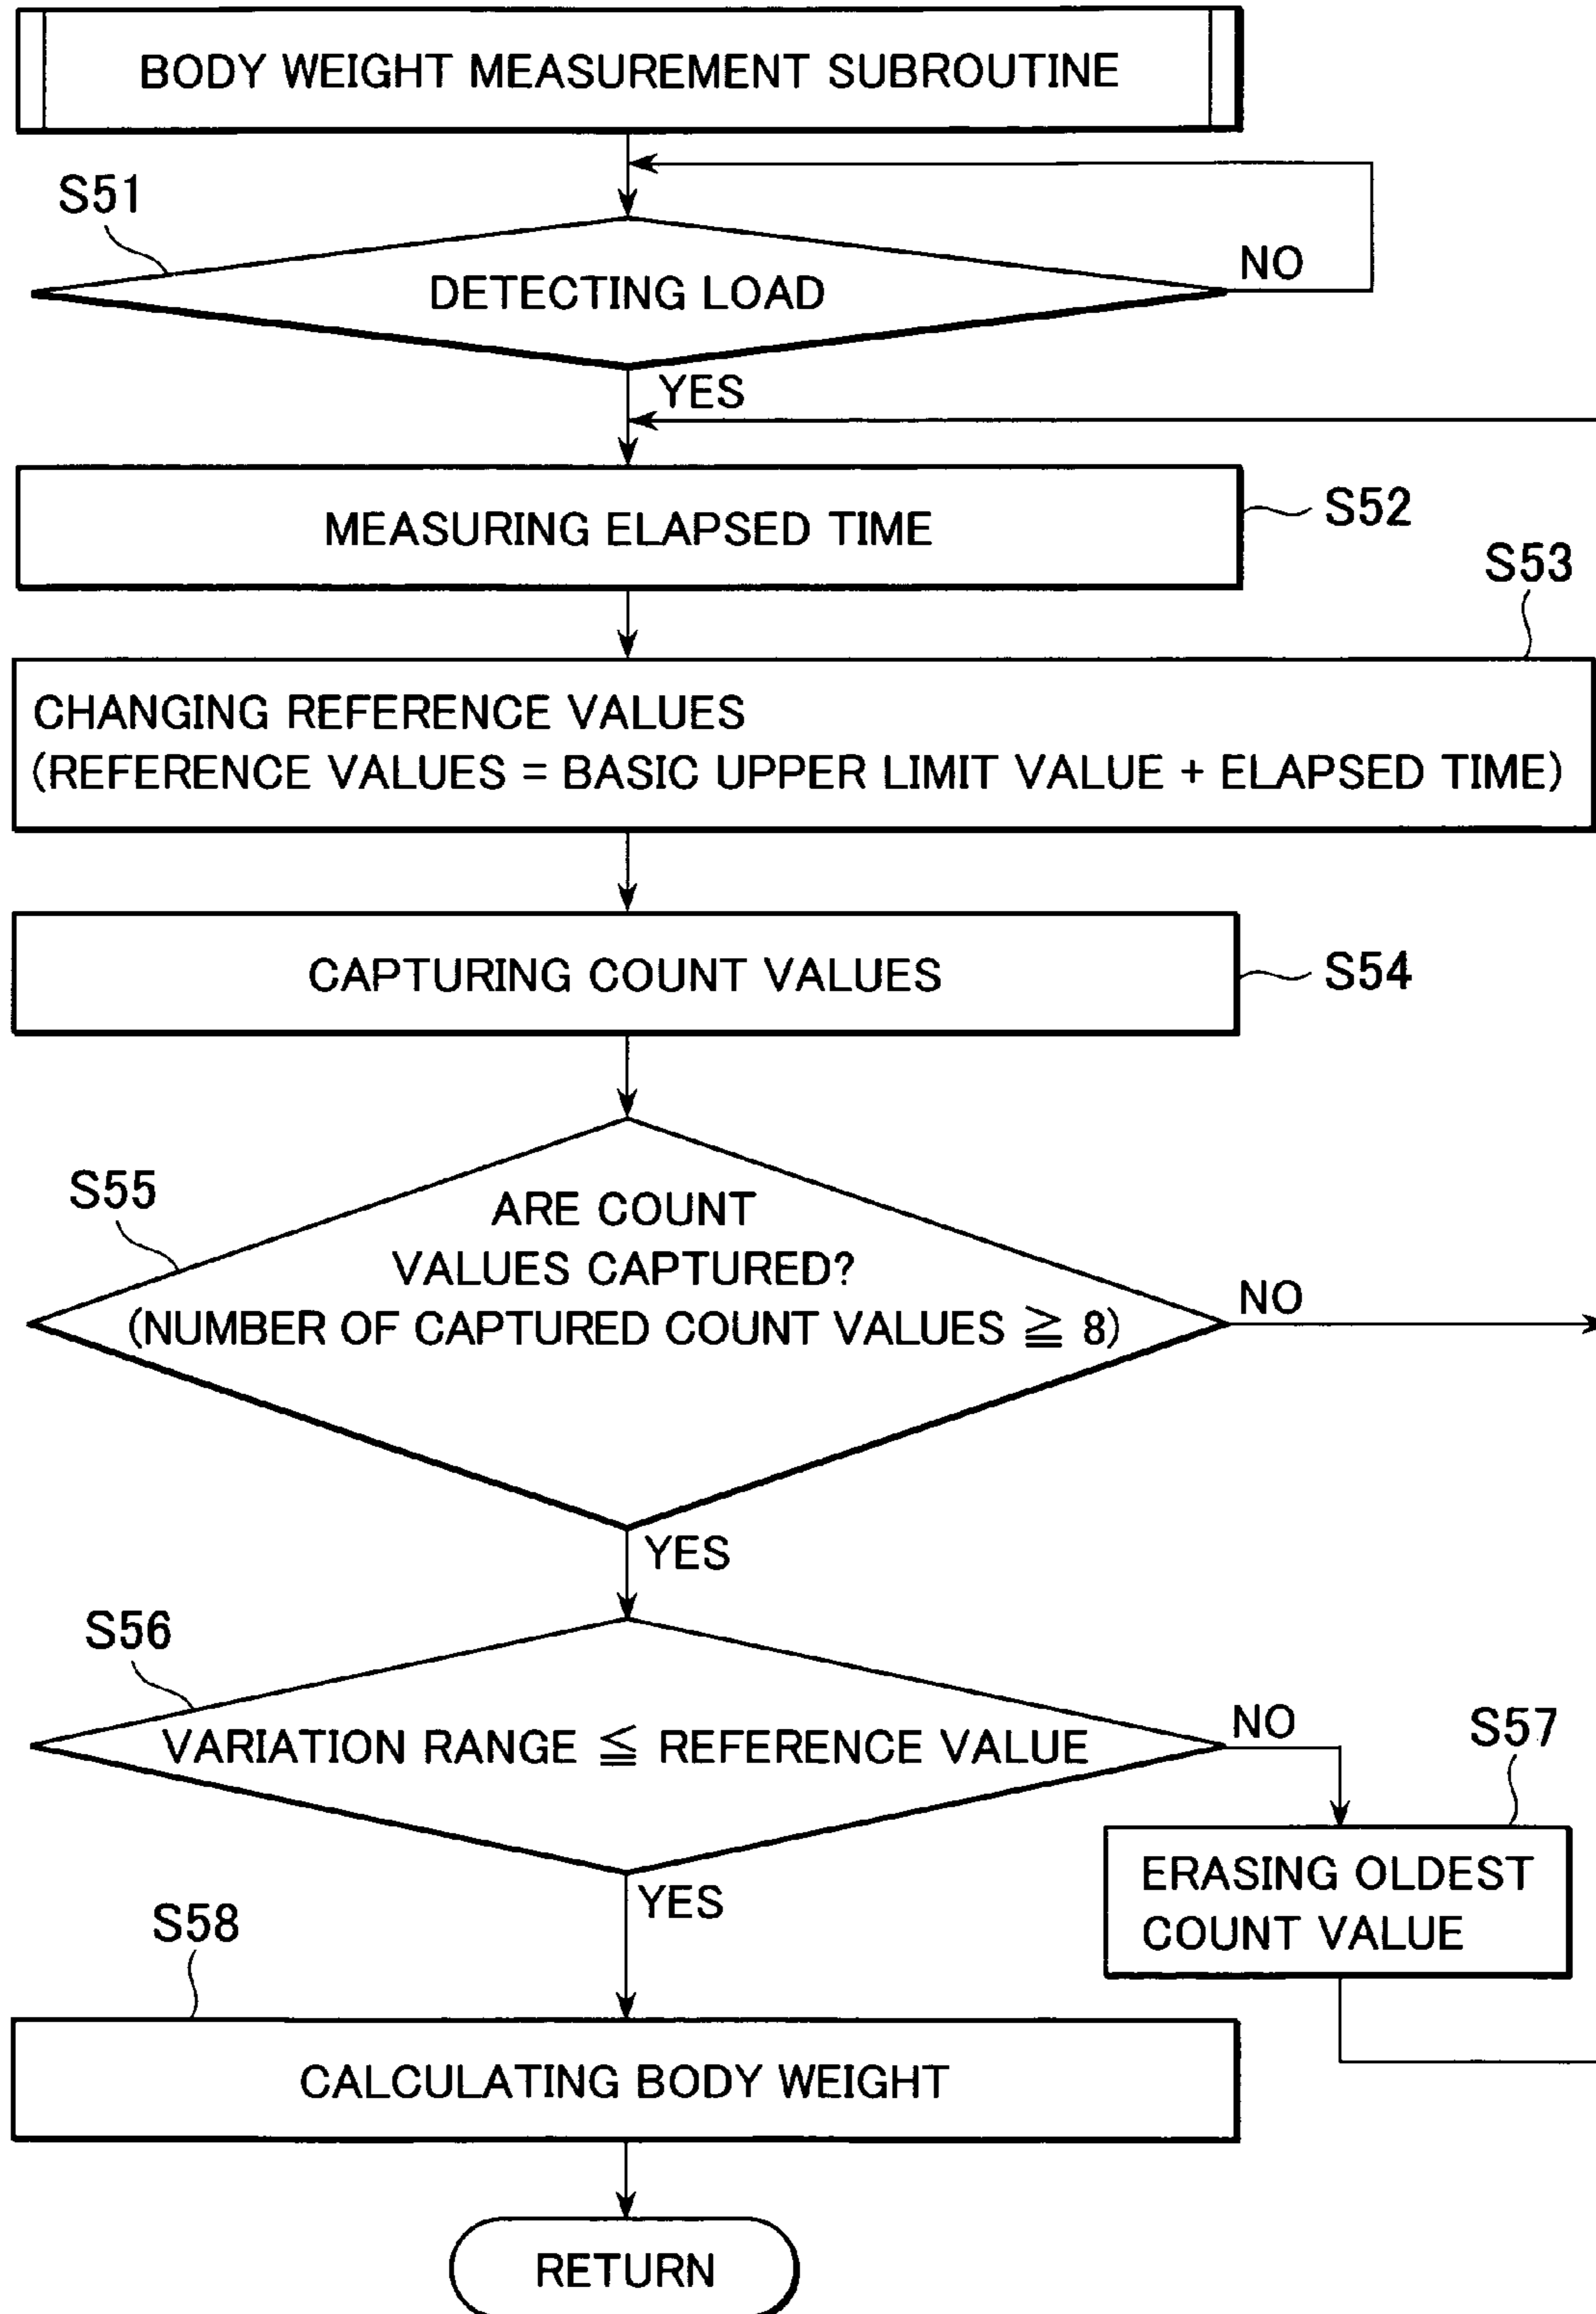 BODY WEIGHT MEASUREMENT SUBROUTINE
S51
DETECTING LOAD
NO
YES
MEASURING ELAPSED TIME
S52
S53
CHANGING REFERENCE VALUES
(REFERENCE VALUES = BASIC UPPER LIMIT VALUE + ELAPSED TIME)
CAPTURING COUNT VALUES
S54
S55
ARE COUNT
VALUES CAPTURED?
(NUMBER OF CAPTURED COUNT VALUES ≧ 8)
NO
YES
S56
VARIATION RANGE ≦ REFERENCE VALUE
NO
S57
YES
ERASING OLDEST
COUNT VALUE
S58
CALCULATING BODY WEIGHT
RETURN